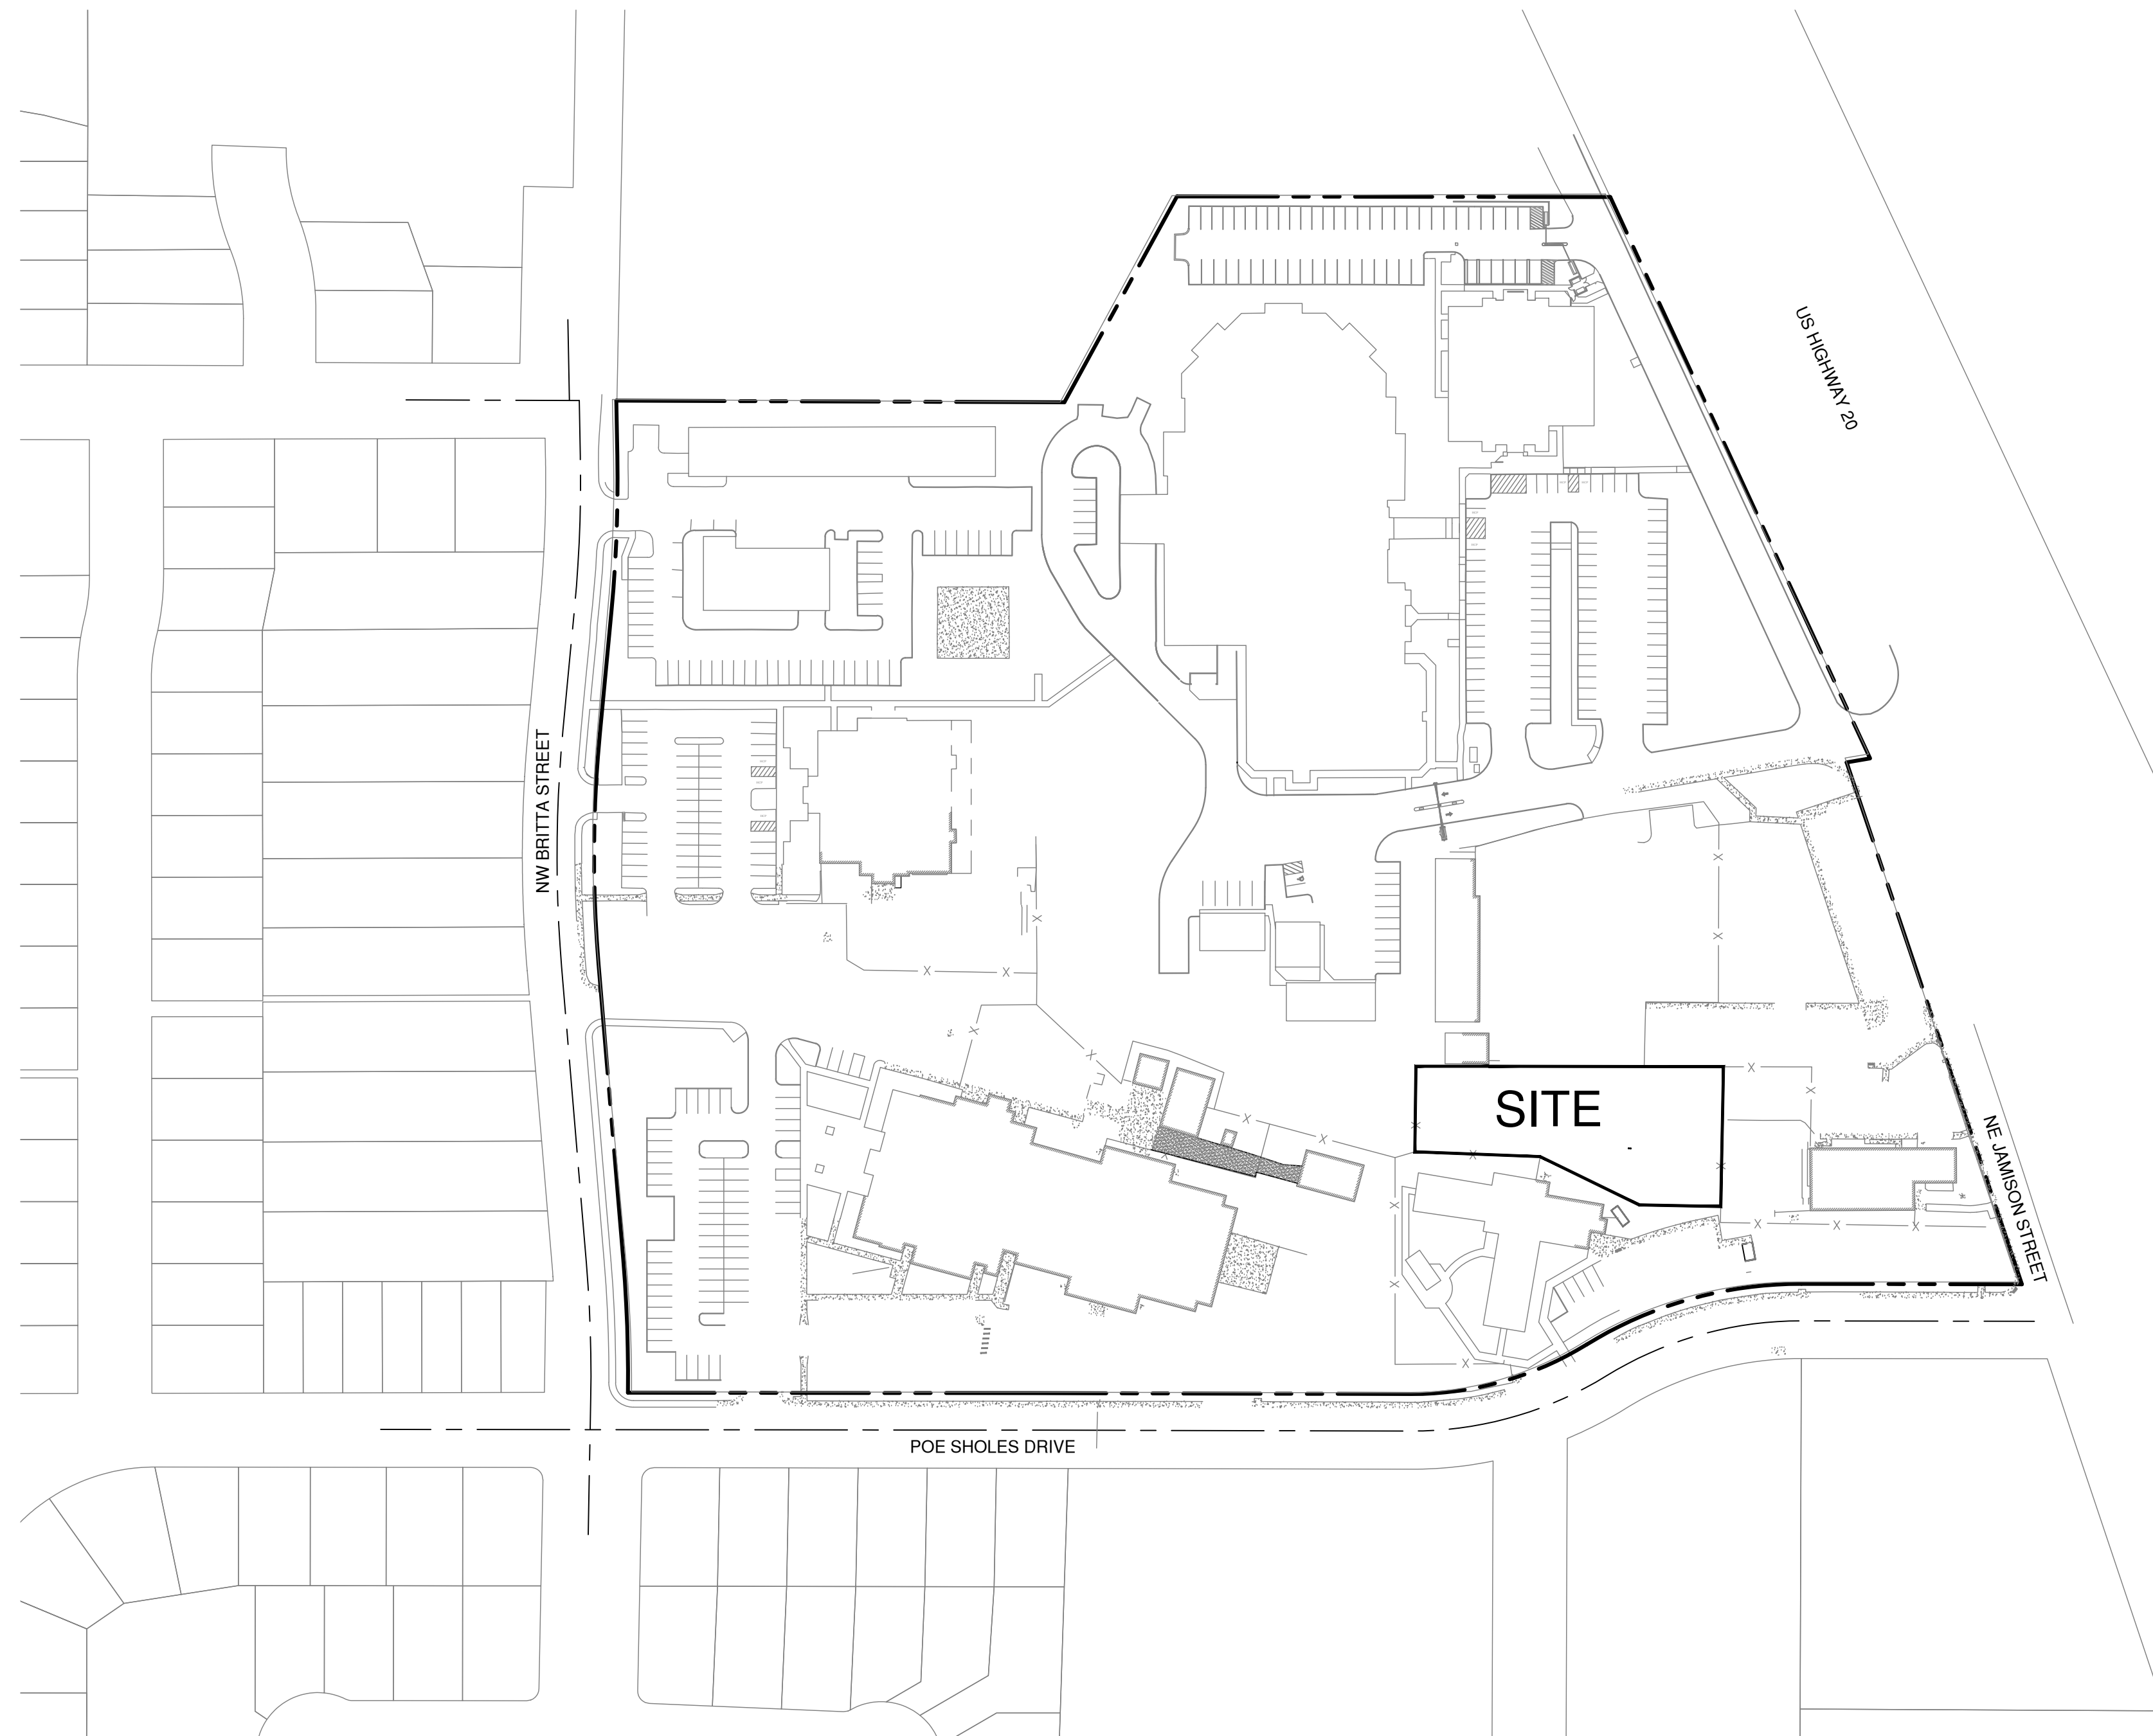 US HIGHWAY 20
NW BRITTA STREET
SITE
NE JAMISON STREET
POE SHOLES DRIVE